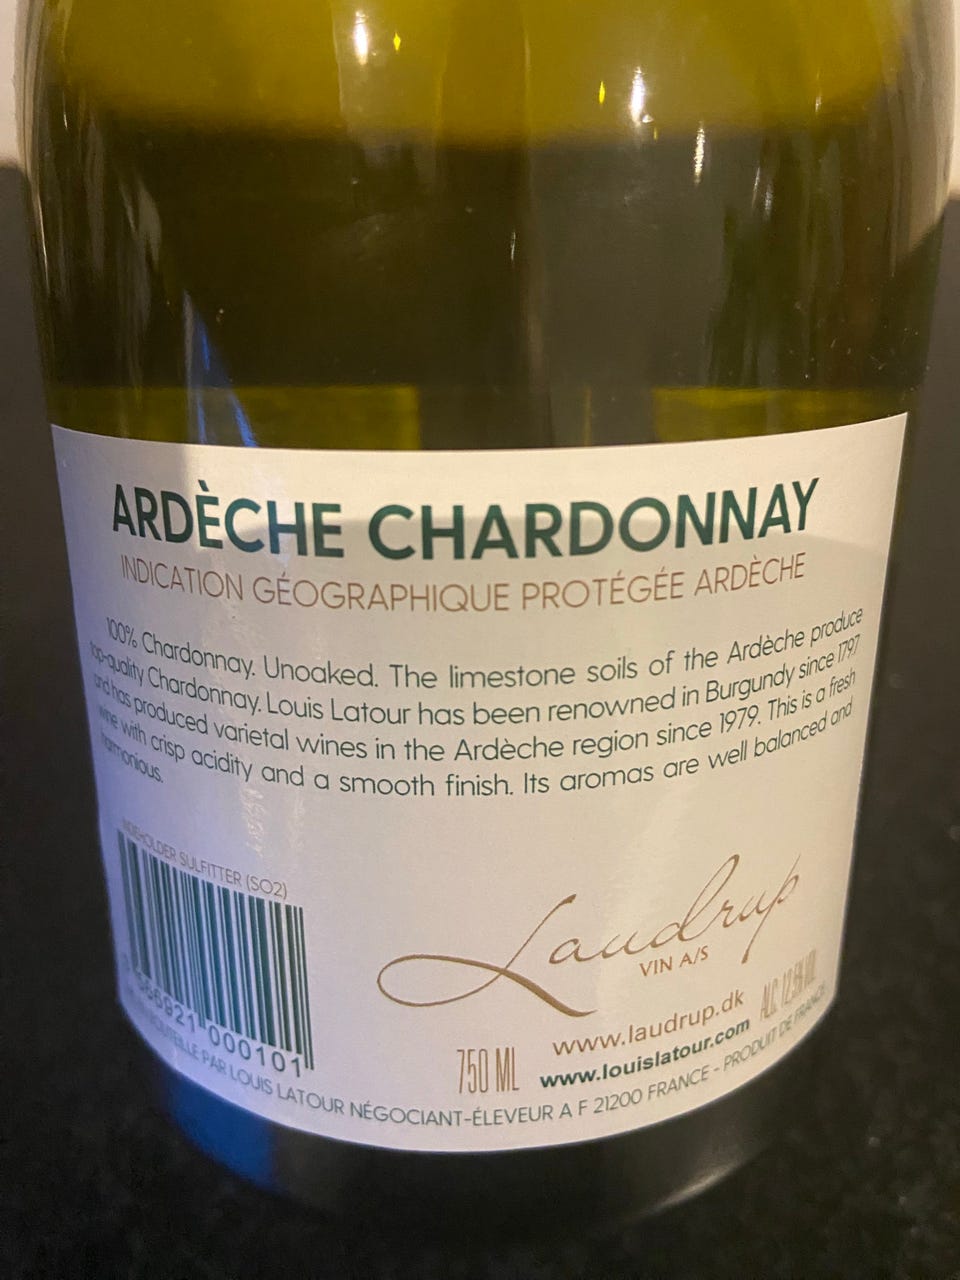 ARDÈCHE CHARDONNAY
INDICATION GÉOGRAPHIQUE PROTÉGÉE ARDÈCHE
100% Chardonnay. Unoaked. The limestone soils of the Ardèche produce
top-quality Chardonnay. Louis Latour has been renowned in Burgundy since 1797
and has produced varietal wines in the Ardèche region since 1979. This is a fresh
wine with crisp acidity and a smooth finish. Its aromas are well balanced and
harmonious.
INDEHOLDER SULFITTER (SO2)
566921 000101
Laudrup
VIN A/S
750 ML
www.laudrup.dk
www.louislatour.com
ALC. 12,5% VOL
BOUTEILLE PAR LOUIS LATOUR NÉGOCIANT-ÉLEVEUR A F 21200 FRANCE - PRODUIT DE FRANCE